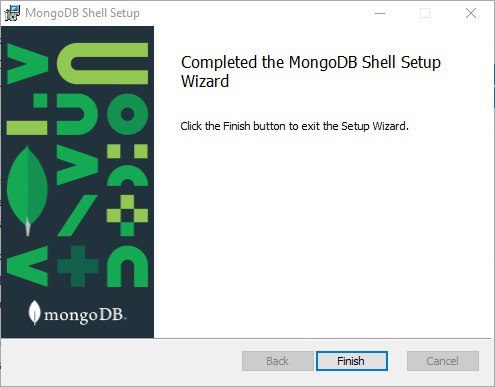 MongoDB Shell Setup
Completed the MongoDB Shell Setup
Wizard
Click the Finish button to exit the Setup Wizard.
mongoDB.
Back
Finish
Cancel